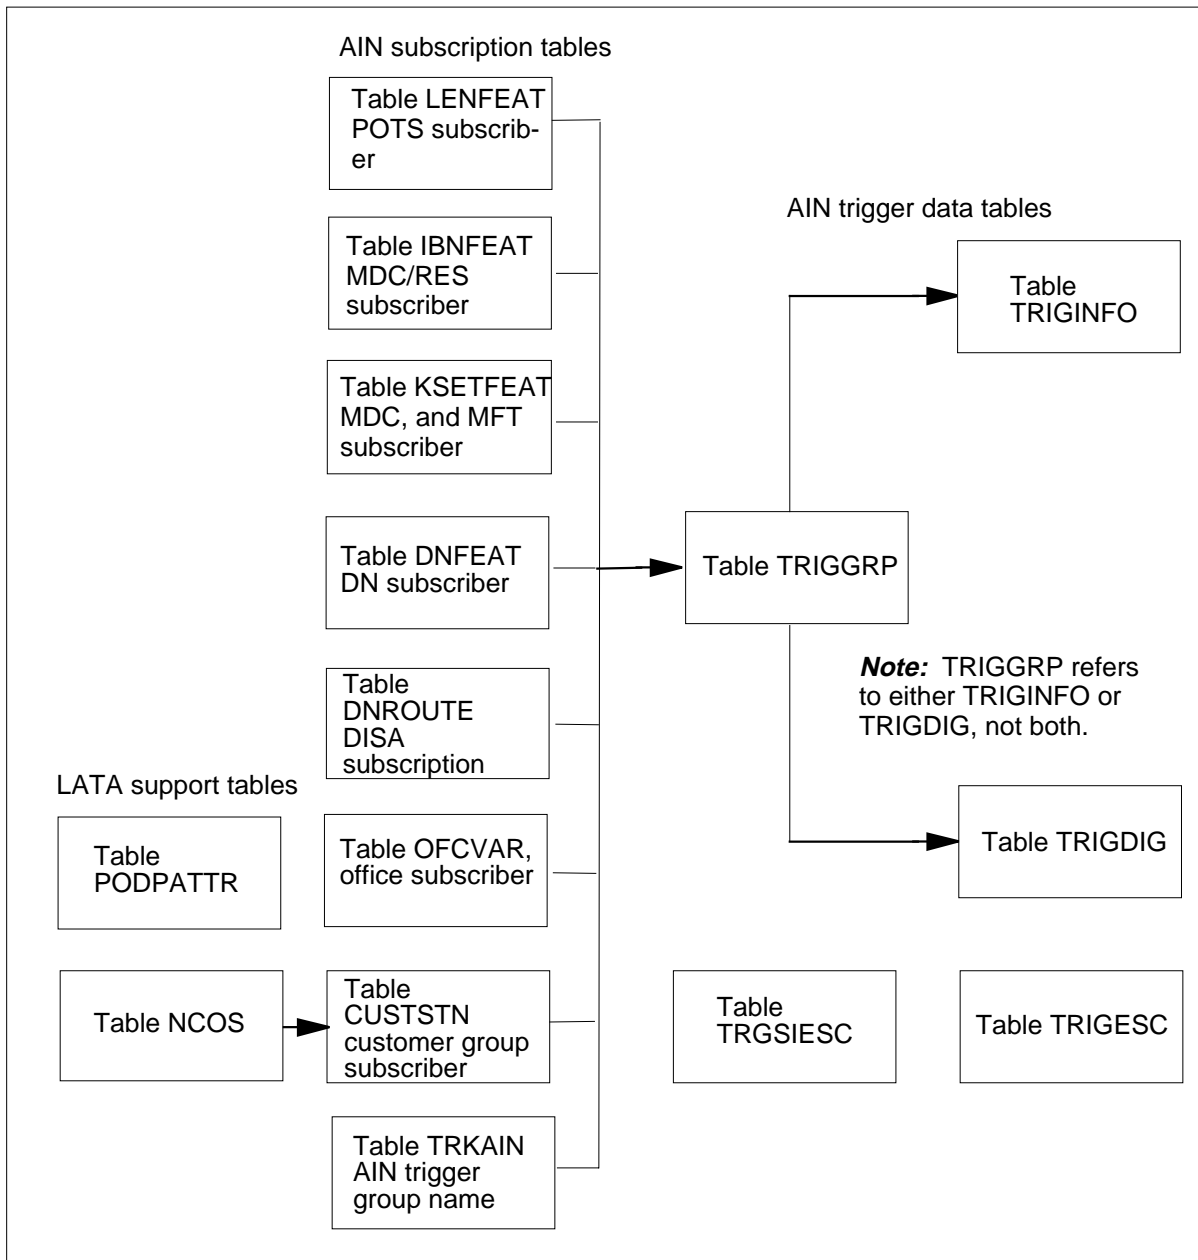 AIN subscription tables
Table LENFEAT
POTS subscrib-
er
Table IBNFEAT
MDC/RES
subscriber
Table KSETFEAT
MDC, and MFT
subscriber
Table DNFEAT
DN subscriber
Table
DNROUTE
DISA
subscription
LATA support tables
Table
PODPATTR
Table OFCVAR,
office subscriber
Table NCOS
Table
CUSTSTN
customer group
subscriber
Table TRKAIN
AIN trigger
group name
AIN trigger data tables
Table
TRIGINFO
Table TRIGGRP
Note: TRIGGRP refers
to either TRIGINFO or
TRIGDIG, not both.
Table TRIGDIG
Table
TRGSIESC
Table TRIGESC